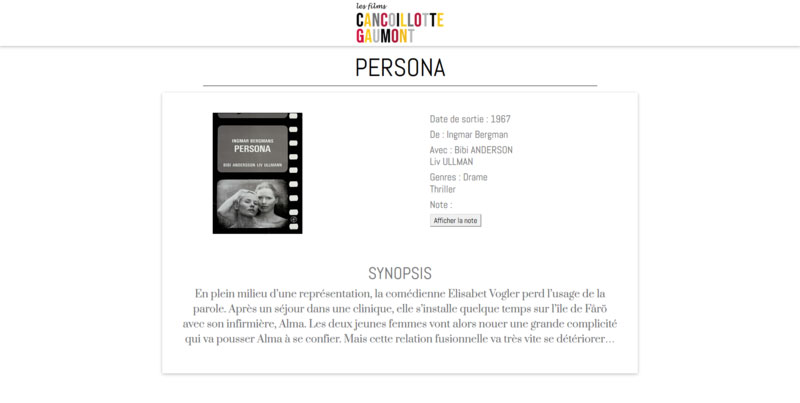 les films
CANCOILLOTTE
GAUMONT
PERSONA
INGMAR BERGMANS
PERSONA
BIBI ANDERSSON LIV ULLMANN
Date de sortie : 1967
De : Ingmar Bergman
Avec : Bibi ANDERSON
Liv ULLMAN
Genres : Drame
Thriller
Note :
Afficher la note
SYNOPSIS
En plein milieu d'une représentation, la comédienne Elisabet Vogler perd l'usage de la
parole. Après un séjour dans une clinique, elle s'installe quelque temps sur l'île de Fårö
avec son infirmière, Alma. Les deux jeunes femmes vont alors nouer une grande complicité
qui va pousser Alma à se confier. Mais cette relation fusionnelle va très vite se détériorer…